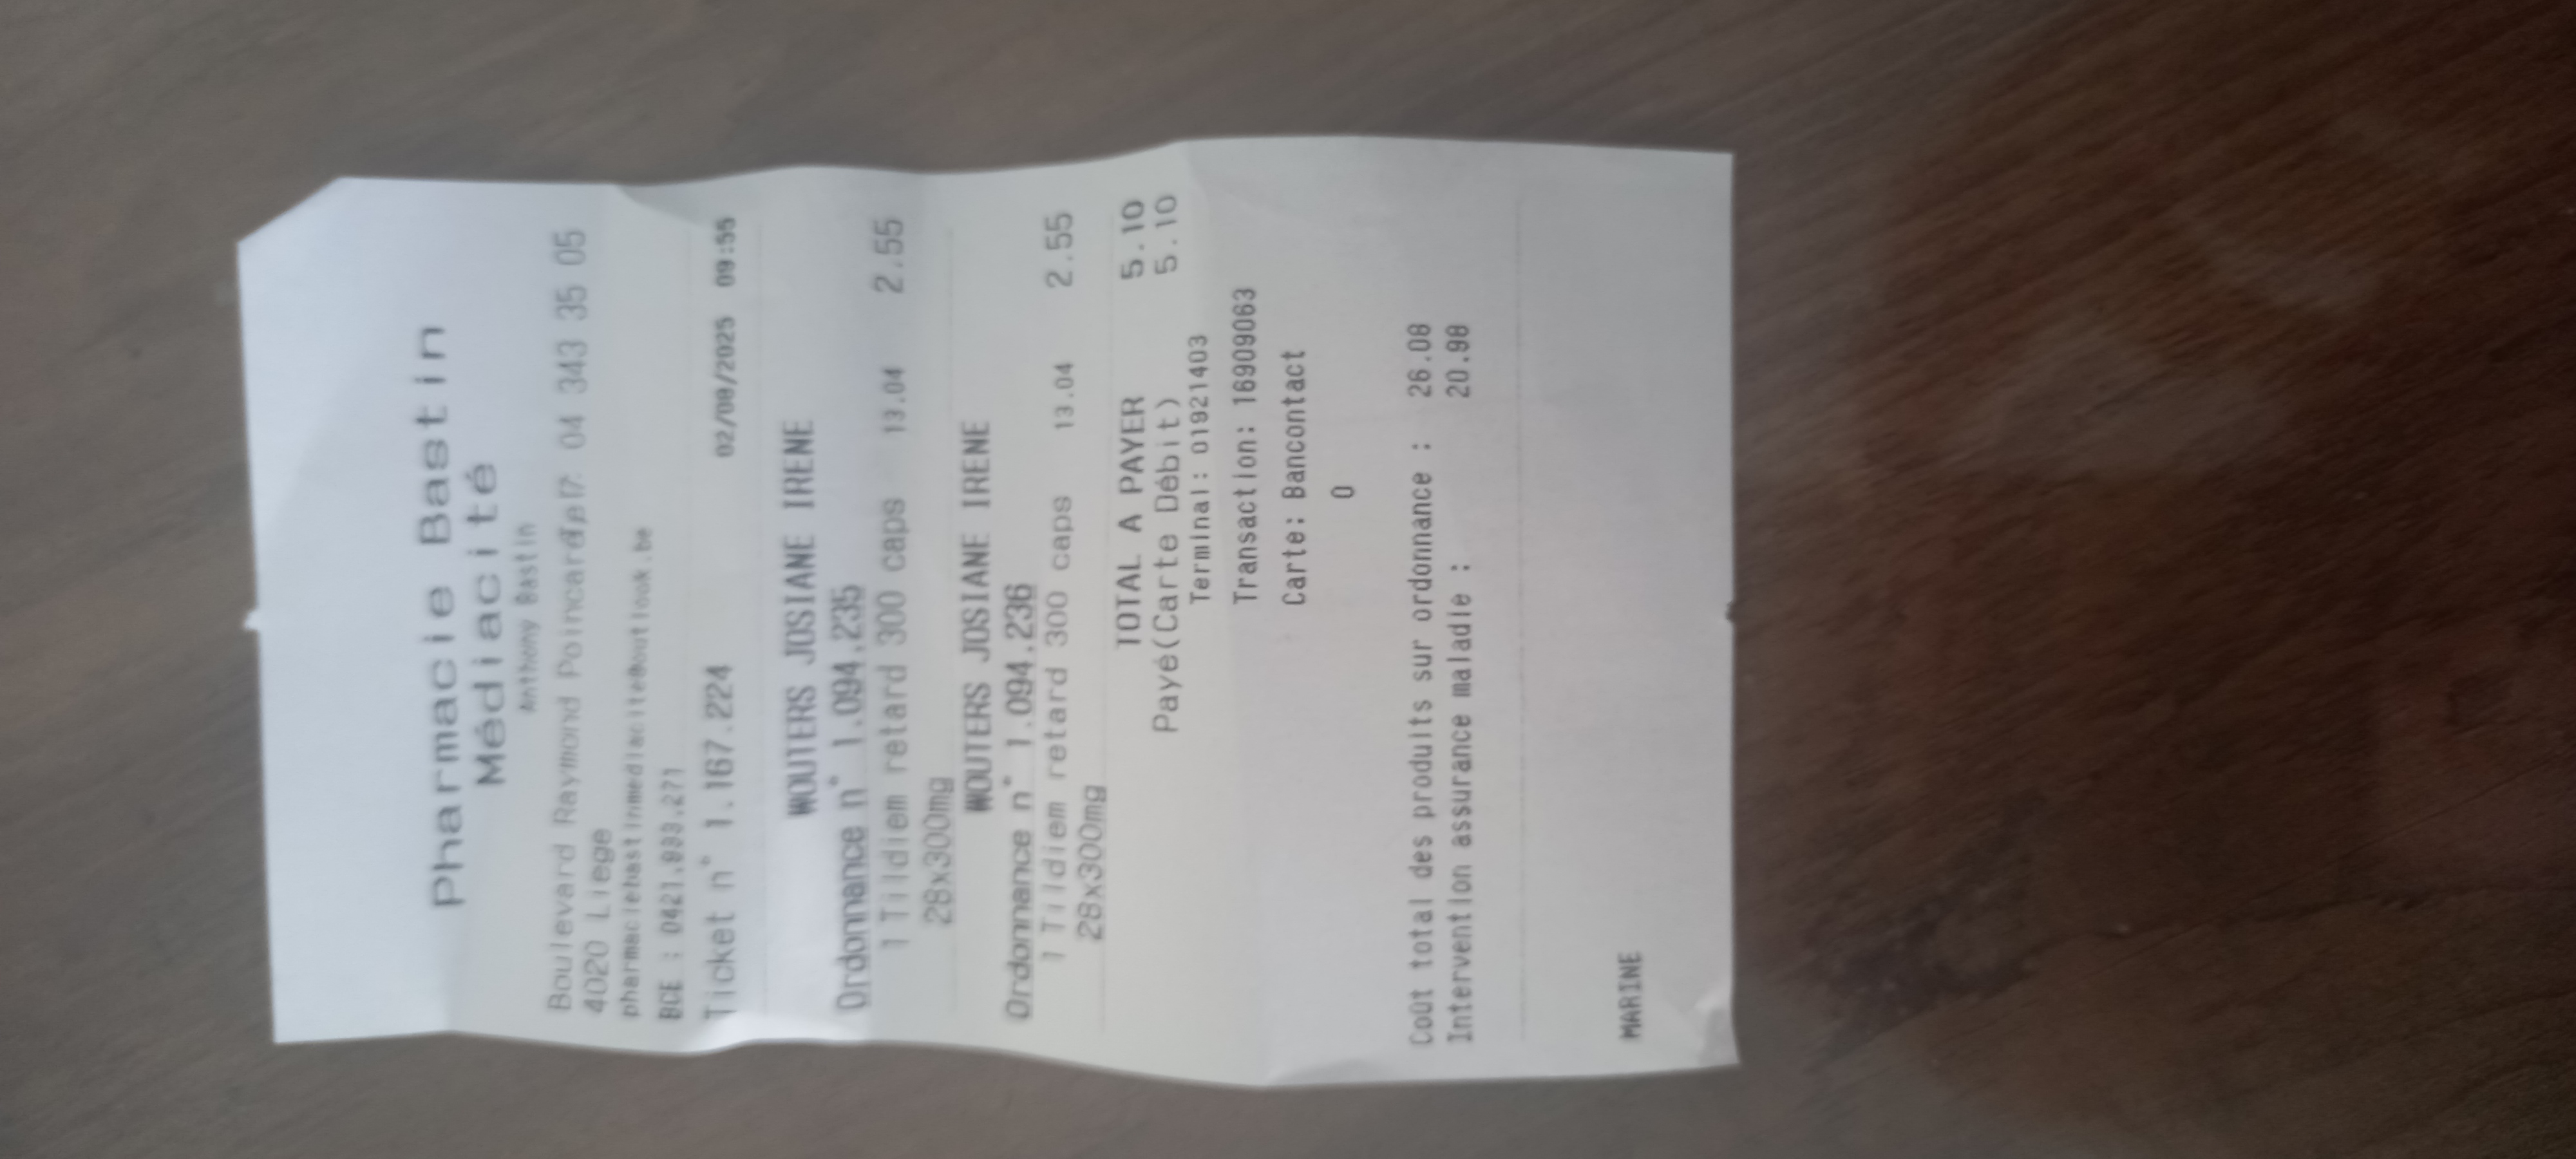 Pharmacie Bastin
Médiacité
Anthony Bastin
Boulevard Raymond Poincaré 17: 04 343 35 05
4020 Liege
pharmaciebastinmediacite@outlook.be
BCE : 0421.993.271
Ticket n° 1.167.224 02/09/2025 09:55
WOUTERS JOSIANE IRENE
Ordonnance n° 1.094.235
1 Tildiem retard 300 caps 13.04 2.55
28x300mg
WOUTERS JOSIANE IRENE
Ordonnance n° 1.094.236
1 Tildiem retard 300 caps 13.04 2.55
28x300mg
TOTAL A PAYER 5.10
Payé(Carte Débit) 5.10
Terminal: 01921403
Transaction: 16909063
Carte: Bancontact
0
Coût total des produits sur ordonnance : 26.08
Intervention assurance maladie : 20.98
MARINE